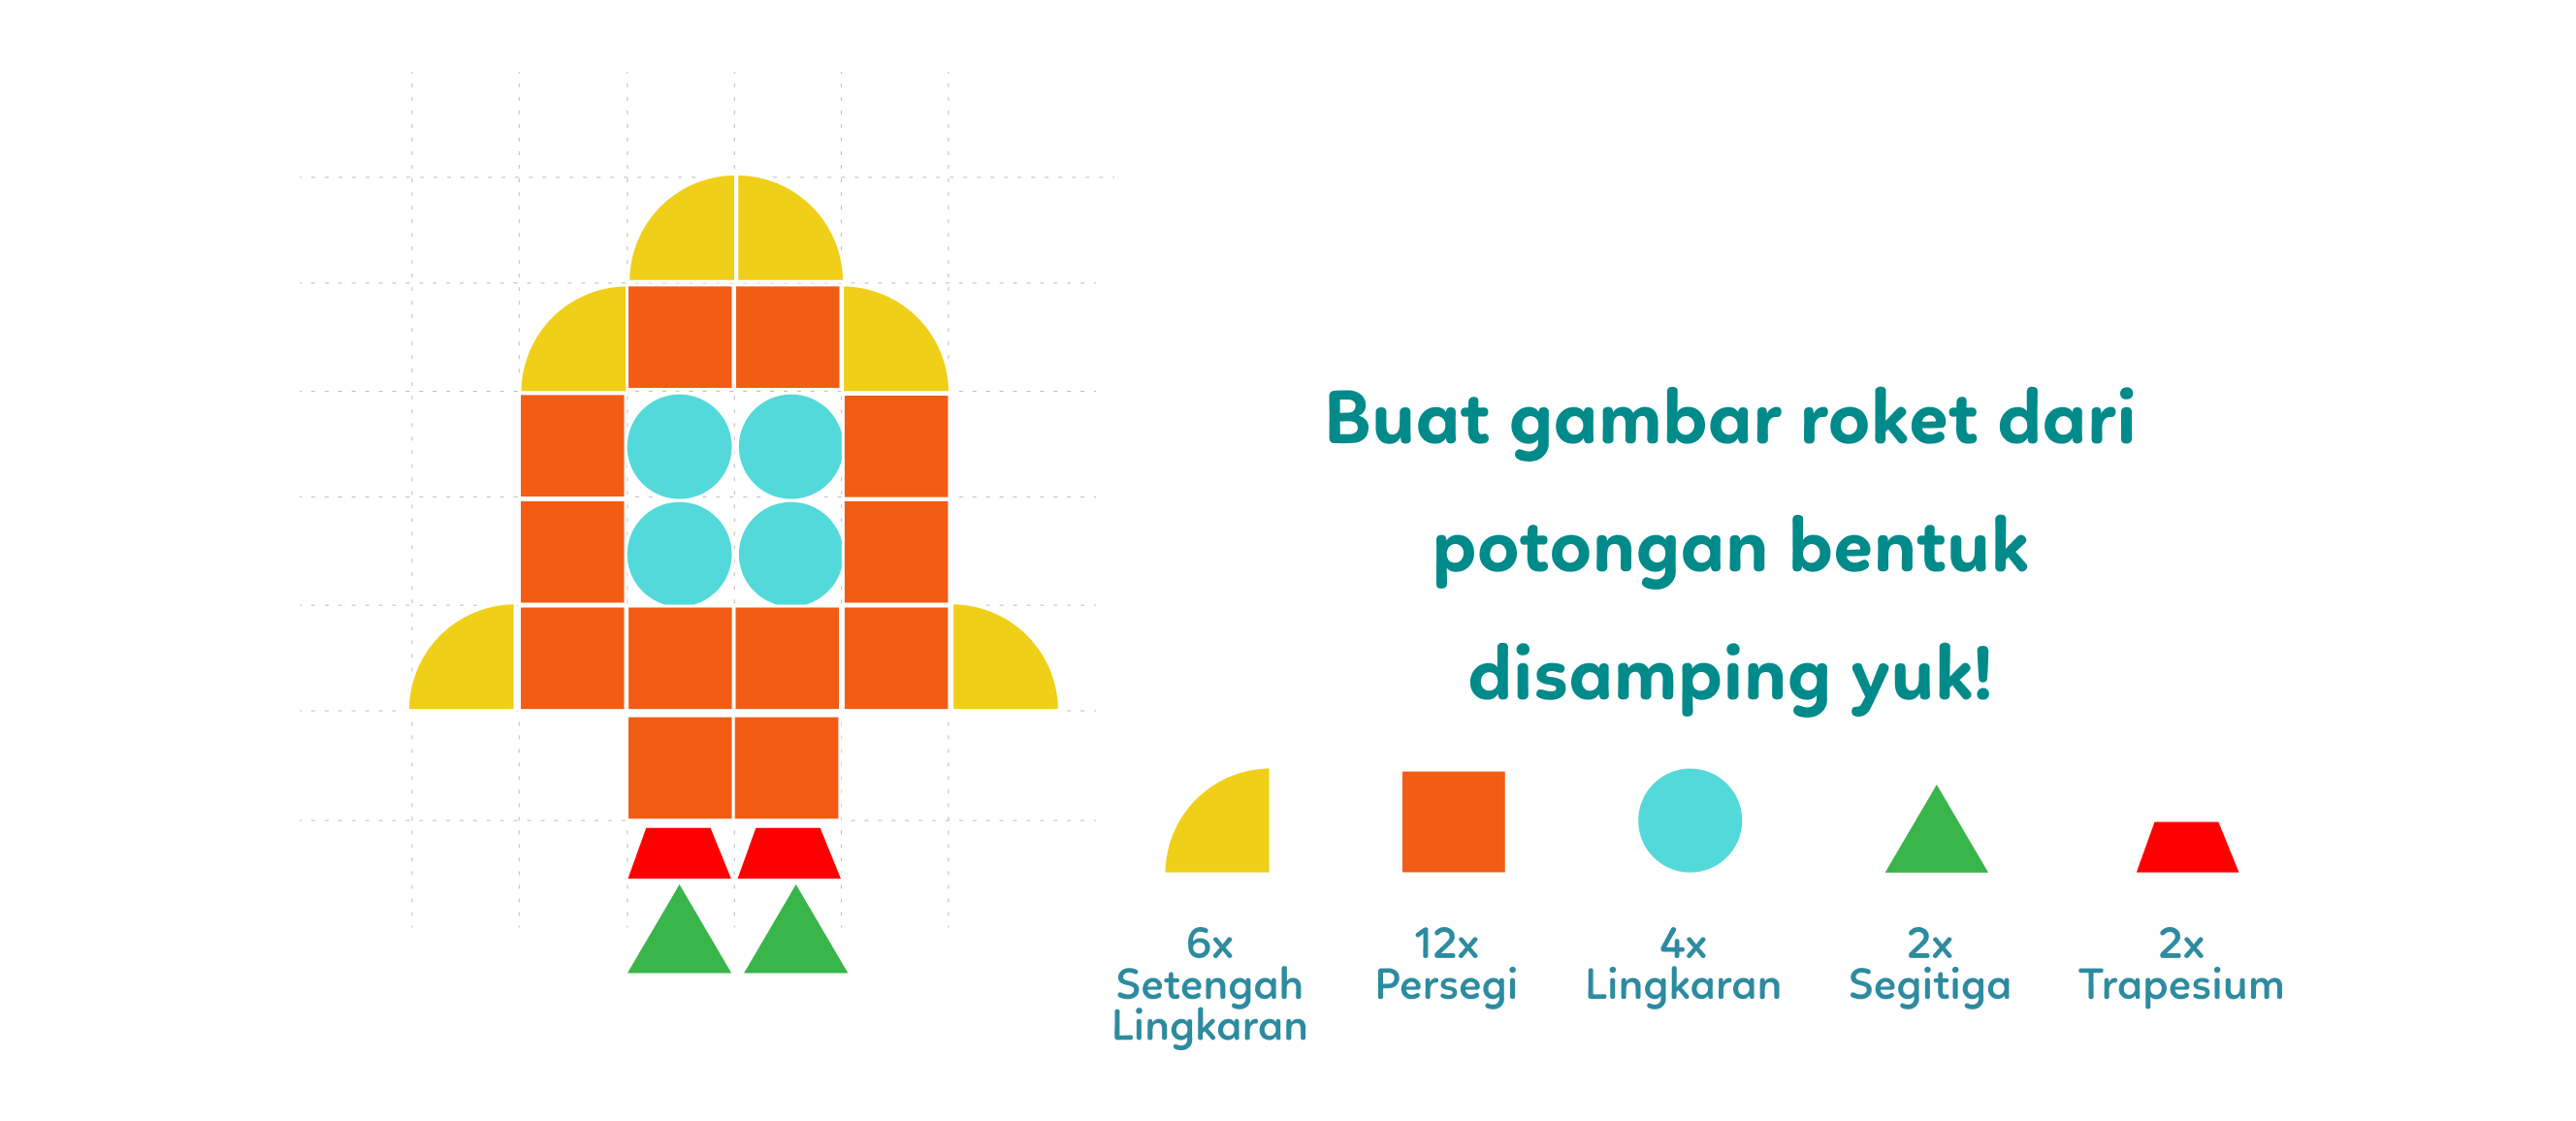 Buat gambar roket dari
potongan bentuk
disamping yuk!
6x
Setengah
Lingkaran
12x
Persegi
4x
Lingkaran
2x
Segitiga
2x
Trapesium